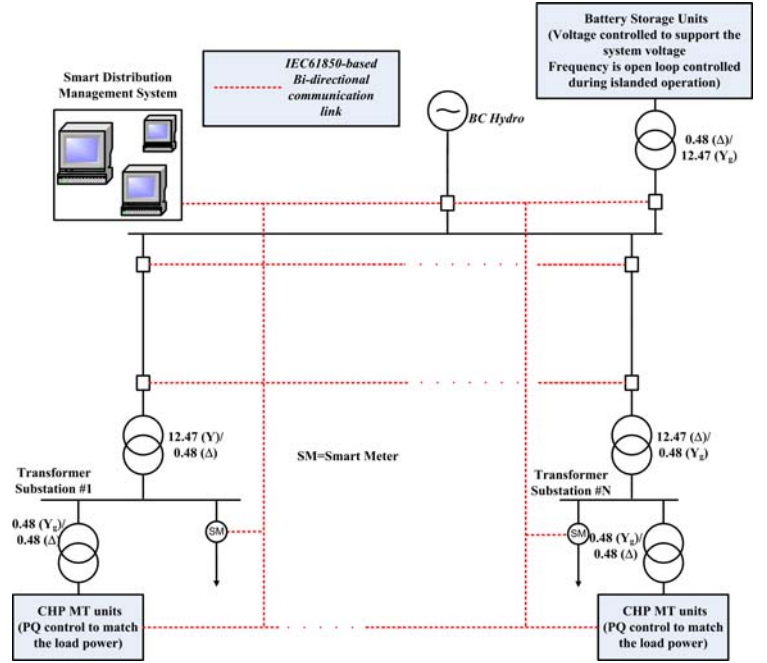 Battery Storage Units
(Voltage controlled to support the
system voltage
Frequency is open loop controlled
during islanded operation)
IEC61850-based
Bi-directional
communication
link
Smart Distribution
Management System
BC Hydro
0.48 (Δ)/
12.47 (Yg)
12.47 (Y)/
0.48 (Δ)
12.47 (Δ)/
0.48 (Yg)
SM=Smart Meter
Transformer
Substation #1
Transformer
Substation #N
0.48 (Yg)/
0.48 (Δ)
SM
SM
0.48 (Yg)/
0.48 (Δ)
CHP MT units
(PQ control to match
the load power)
CHP MT units
(PQ control to match
the load power)